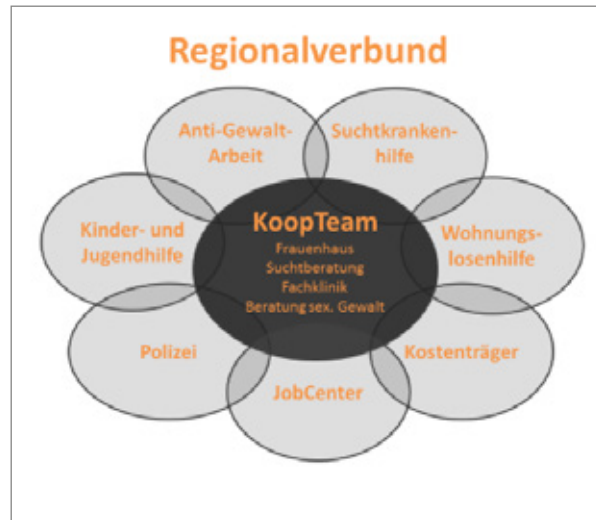 Regionalverbund
Anti-Gewalt-
Arbeit
Suchtkranken-
hilfe
Kinder- und
Jugendhilfe
KoopTeam
Frauenhaus
Suchtberatung
Fachklinik
Beratung sex. Gewalt
Wohnungs-
losenhilfe
Polizei
Kostenträger
JobCenter